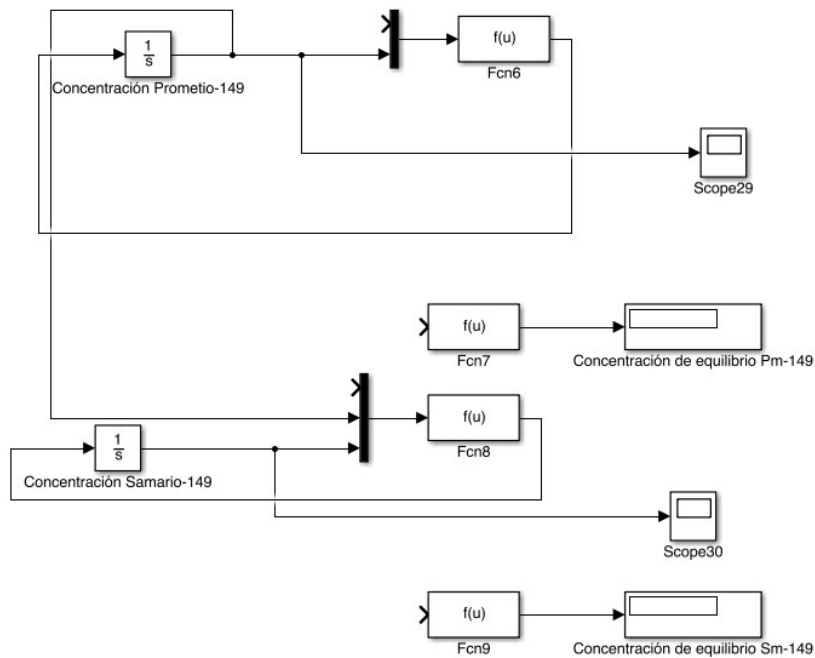 1
s
Concentración Prometio-149
f(u)
Fcn6
Scope29
f(u)
Fcn7
Concentración de equilibrio Pm-149
f(u)
Fcn8
1
s
Concentración Samario-149
Scope30
f(u)
Fcn9
Concentración de equilibrio Sm-149